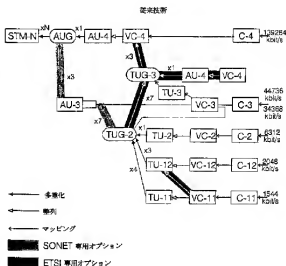 従来技術
xN
x1
STM-N
AUG
AU-4
VC-4
C-4
139264
kbit/s
x3
x3
x1
TUG-3
AU-4
VC-4
TU-3
44736
kbit/s
AU-3
VC-3
C-3
34368
kbit/s
x7
x7
TUG-2
x1
TU-2
VC-2
C-2
6312
kbit/s
x3
TU-12
VC-12
C-12
2048
kbit/s
x4
TU-11
VC-11
C-11
1544
kbit/s
多重化
整列
マッピング
SONET 専用オプション
ETSI 専用オプション